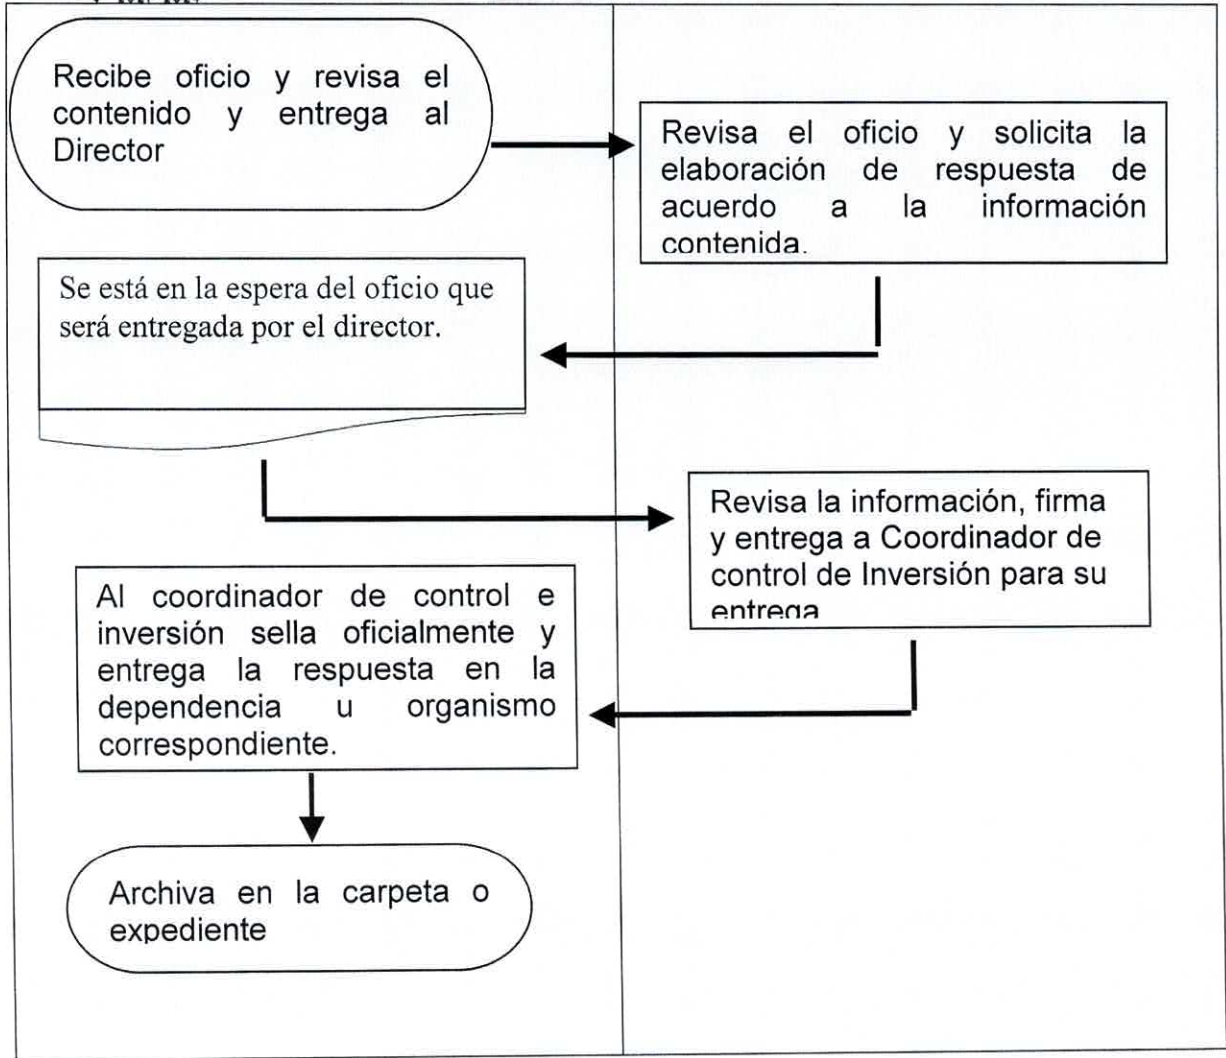 Recibe oficio y revisa el
contenido y entrega al
Director
Revisa el oficio y solicita la
elaboración de respuesta de
acuerdo a la información
contenida.
Se está en la espera del oficio que
será entregada por el director.
Revisa la información, firma
y entrega a Coordinador de
control de Inversión para su
entrega
Al coordinador de control e
inversión sella oficialmente y
entrega la respuesta en la
dependencia u organismo
correspondiente.
Archiva en la carpeta o
expediente